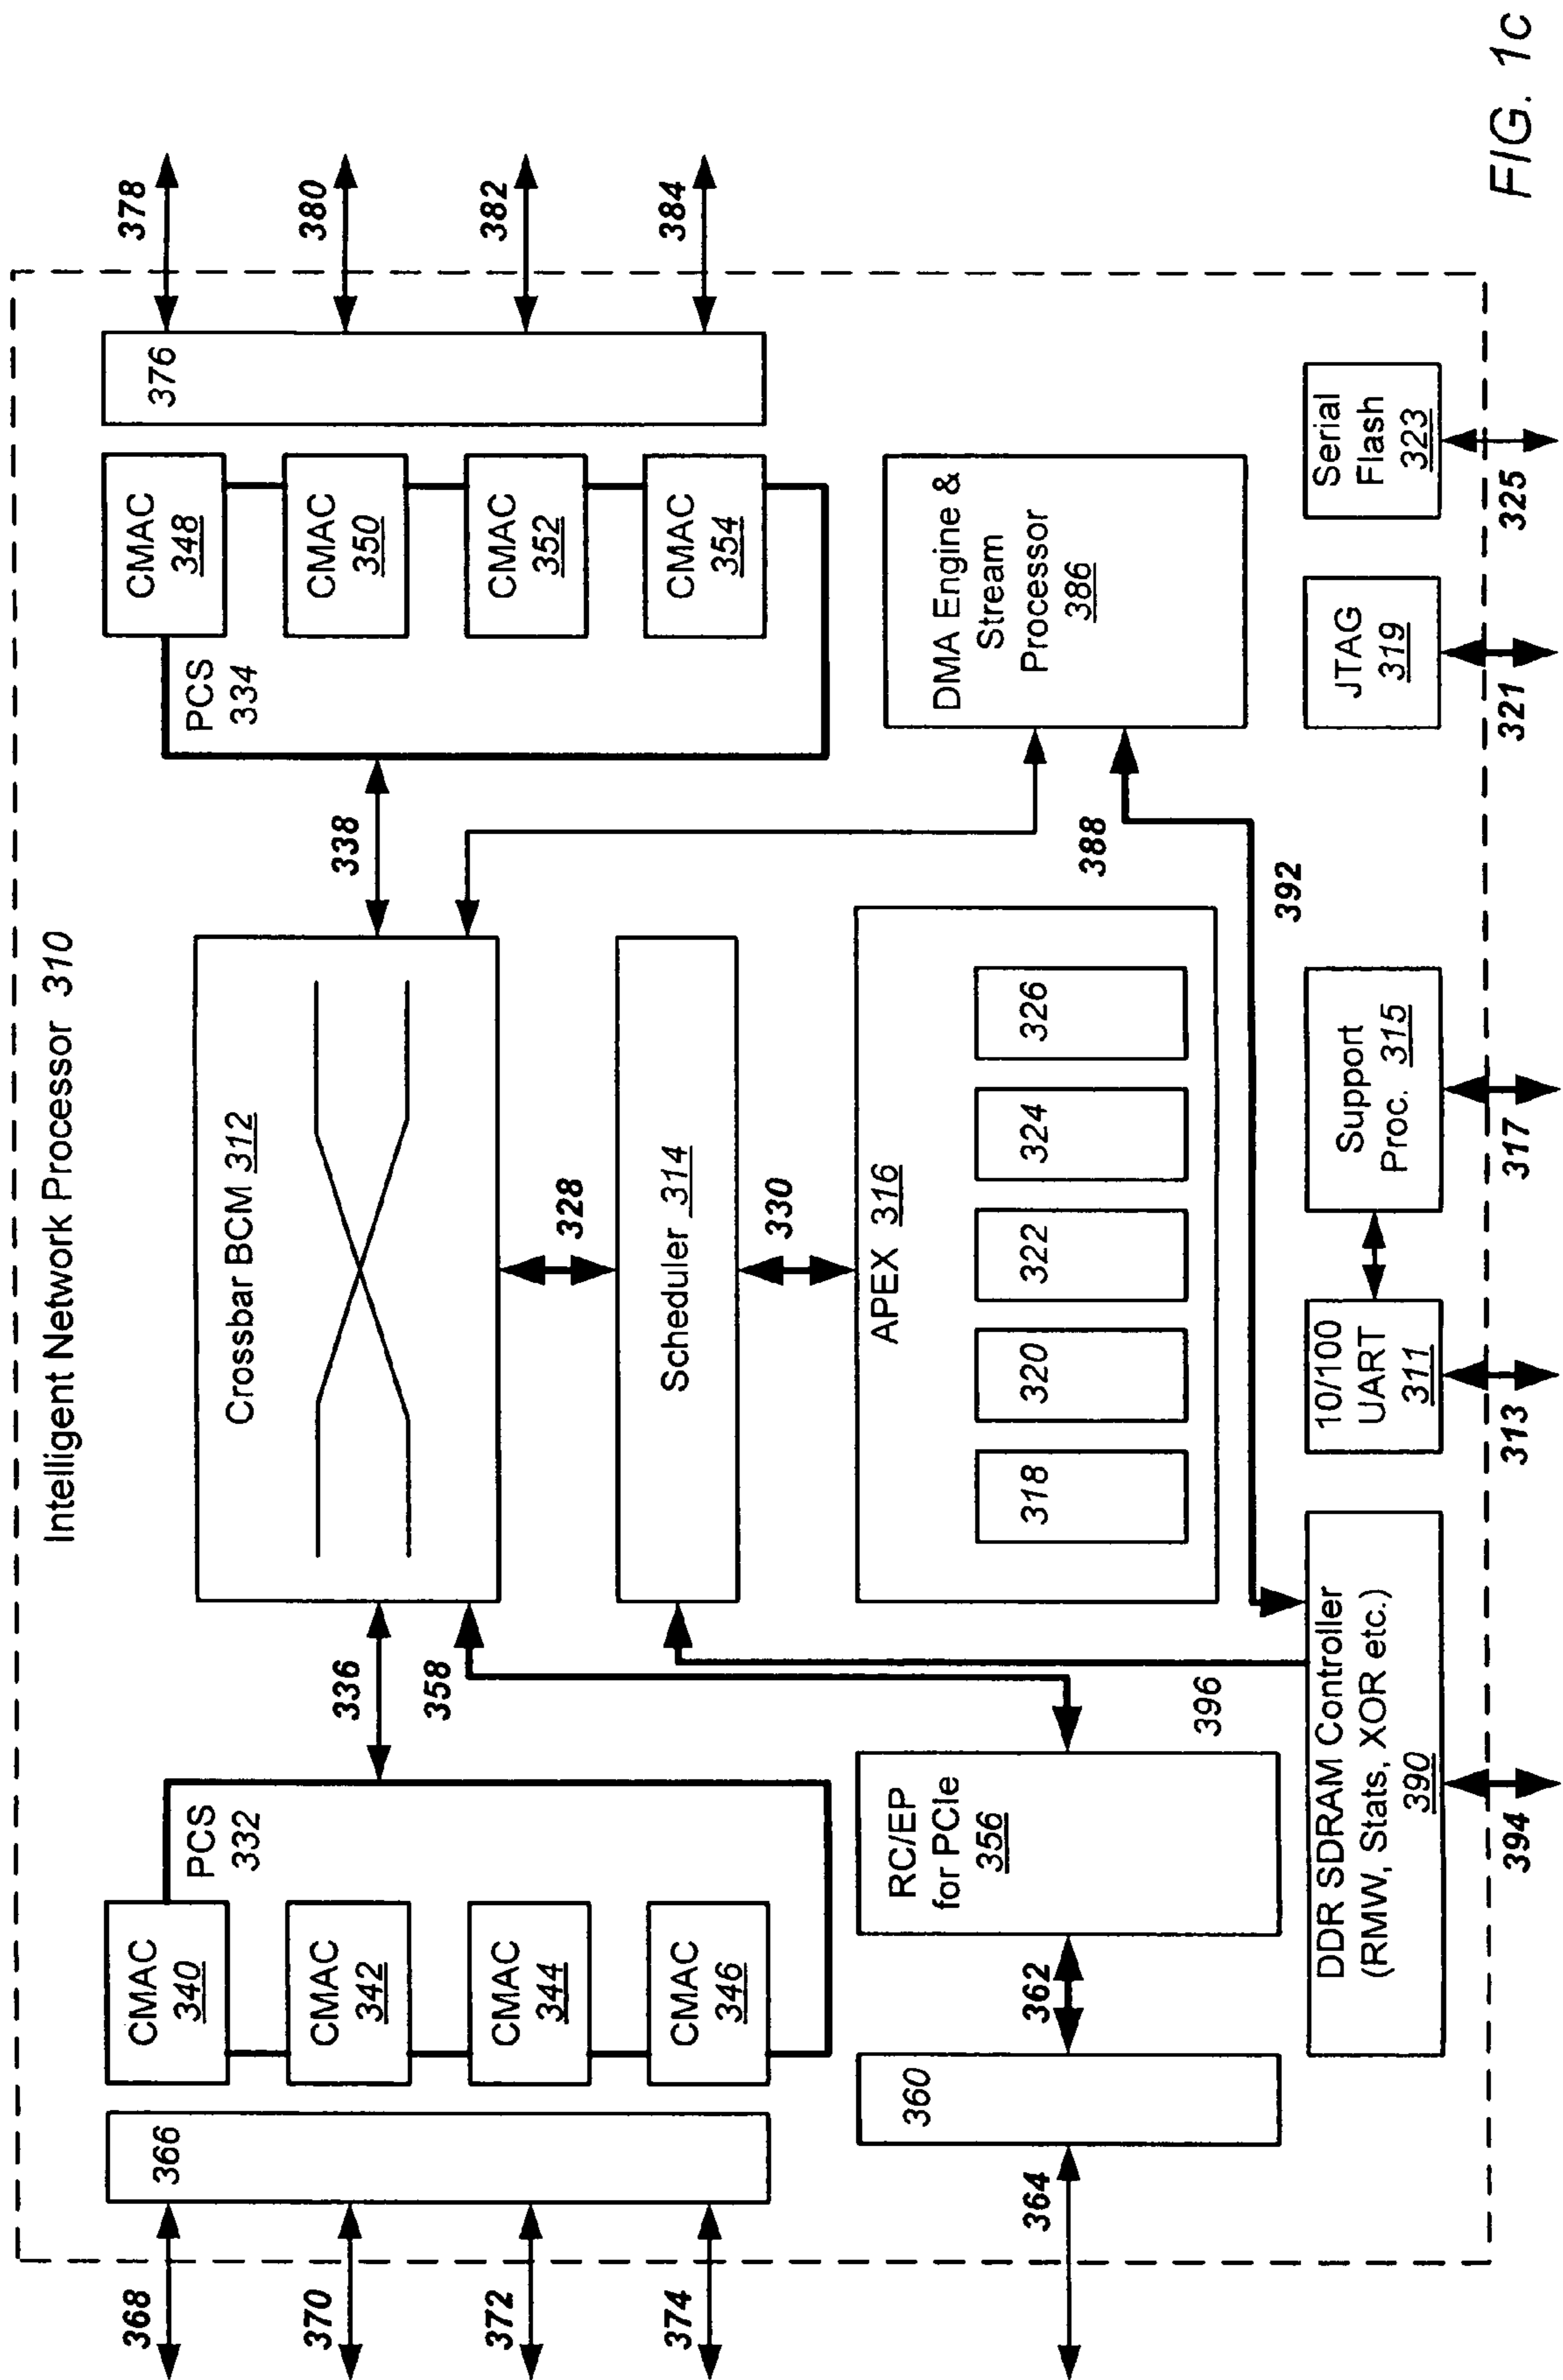 Intelligent Network Processor 310
368
370
372
374
366
CMAC
340
CMAC
342
CMAC
344
CMAC
346
PCS
332
336
358
Crossbar BCM 312
338
PCS
334
CMAC
348
CMAC
350
CMAC
352
CMAC
354
376
378
380
382
384
328
Scheduler 314
330
364
360
362
RC/EP
for PCIe
356
396
APEX 316
318
320
322
324
326
388
392
DMA Engine &
Stream
Processor
386
DDR SDRAM Controller
(RMW, Stats, XOR etc.)
390
394
10/100
UART
311
313
Support
Proc. 315
317
JTAG
319
321
Serial
Flash
323
325
FIG. 1c